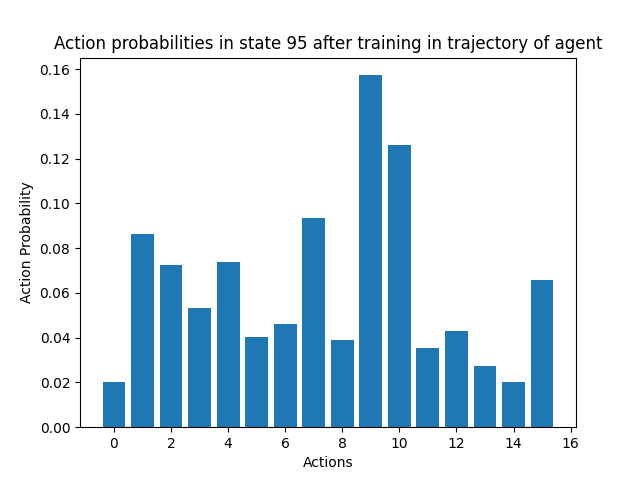 Action probabilities in state 95 after training in trajectory of agent
0.16
0.14
0.12
0.10
0.08
0.06
0.04
0.02
0.00
Action Probability
0 2 4 6 8 10 12 14 16
Actions